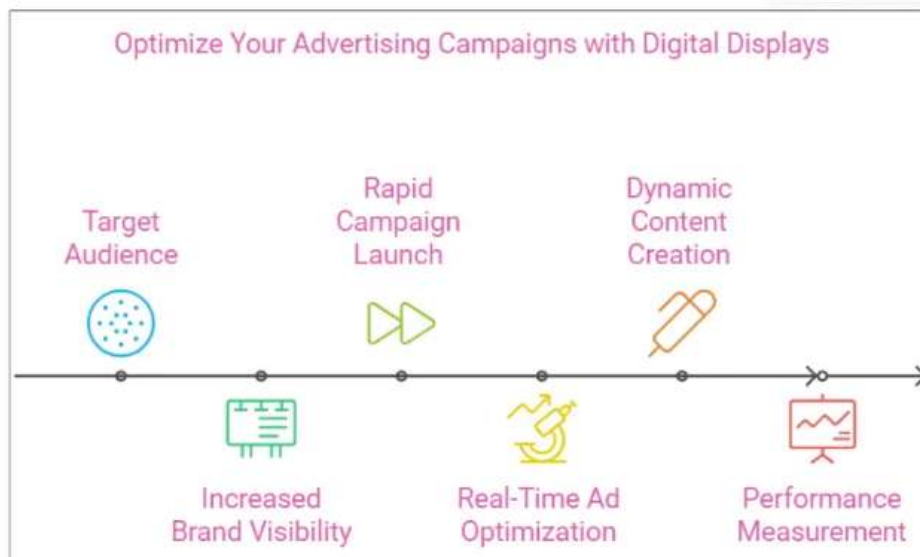 Optimize Your Advertising Campaigns with Digital Displays
Target
Audience
Rapid
Campaign
Launch
Dynamic
Content
Creation
Increased
Brand Visibility
Real-Time Ad
Optimization
Performance
Measurement